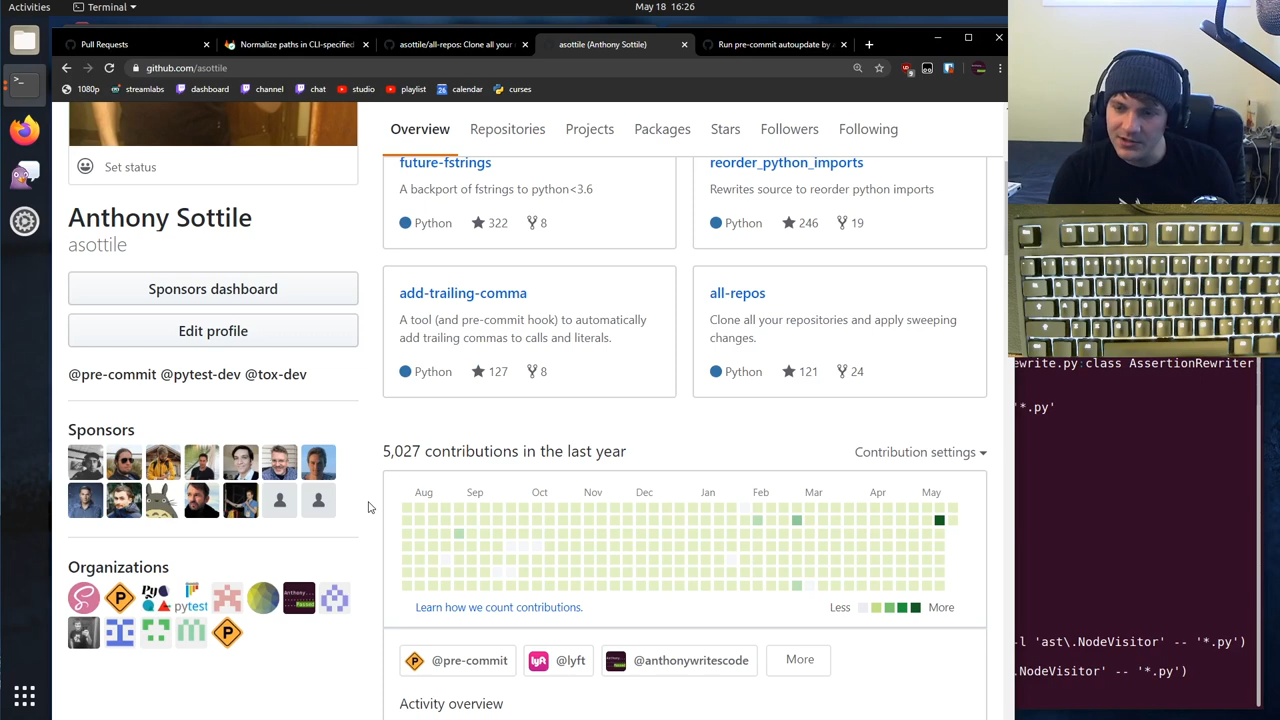 Activities
Terminal
May 18 16:26
Pull Requests
Normalize paths in CLI-specified
asottile/all-repos: Clone all your
asottile (Anthony Sottile)
Run pre-commit autoupdate by
github.com/asottile
1080p
streamlabs
dashboard
channel
chat
studio
playlist
26 calendar
curses
Overview
Repositories
Projects
Packages
Stars
Followers
Following
Set status
Anthony Sottile
asottile
Sponsors dashboard
Edit profile
@pre-commit @pytest-dev @tox-dev
Sponsors
Organizations
pytest
future-fstrings
A backport of fstrings to python<3.6
Python 322 8
reorder_python_imports
Rewrites source to reorder python imports
Python 246 19
add-trailing-comma
A tool (and pre-commit hook) to automatically
add trailing commas to calls and literals.
Python 127 8
all-repos
Clone all your repositories and apply sweeping
changes.
Python 121 24
5,027 contributions in the last year
Contribution settings
Aug Sep Oct Nov Dec Jan Feb Mar Apr May
Learn how we count contributions.
Less
More
@pre-commit
@lyft
@anthonywritescode
More
Activity overview
ewrite.py:class AssertionRewriter
'*.py'
-l 'ast\.NodeVisitor' -- '*.py')
.NodeVisitor' -- '*.py')